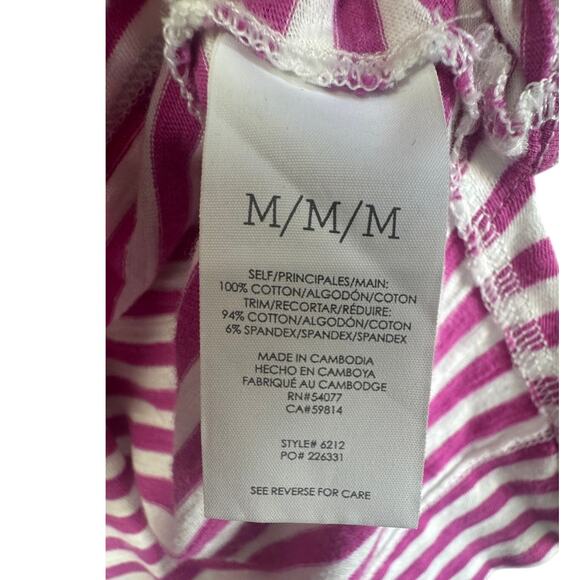 M/M/M
SELF/PRINCIPALES/MAIN:
100% COTTON/ALGODÓN/COTON
TRIM/RECORTAR/RÉDUIRE:
94% COTTON/ALGODÓN/COTON
6% SPANDEX/SPANDEX/SPANDEX
MADE IN CAMBODIA
HECHO EN CAMBOYA
FABRIQUÉ AU CAMBODGE
RN#54077
CA#59814
STYLE# 6212
PO# 226331
SEE REVERSE FOR CARE